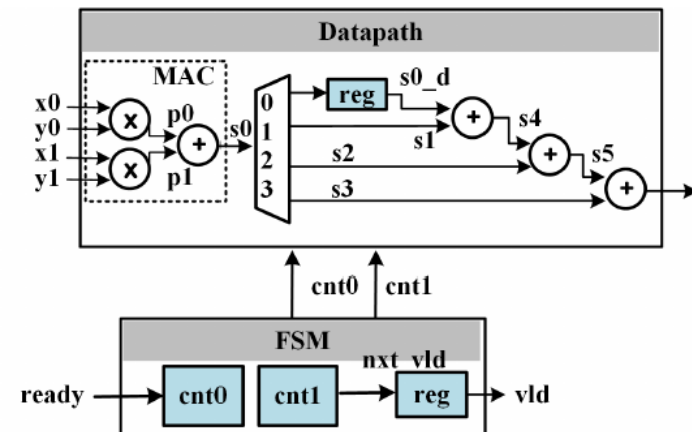 Datapath
MAC
x0
y0
x1
y1
x
x
p0
p1
+
s0
0
1
2
3
reg
s0_d
s1
+
s4
s2
+
s5
s3
+
cnt0
cnt1
FSM
ready
cnt0
cnt1
nxt_vld
reg
vld